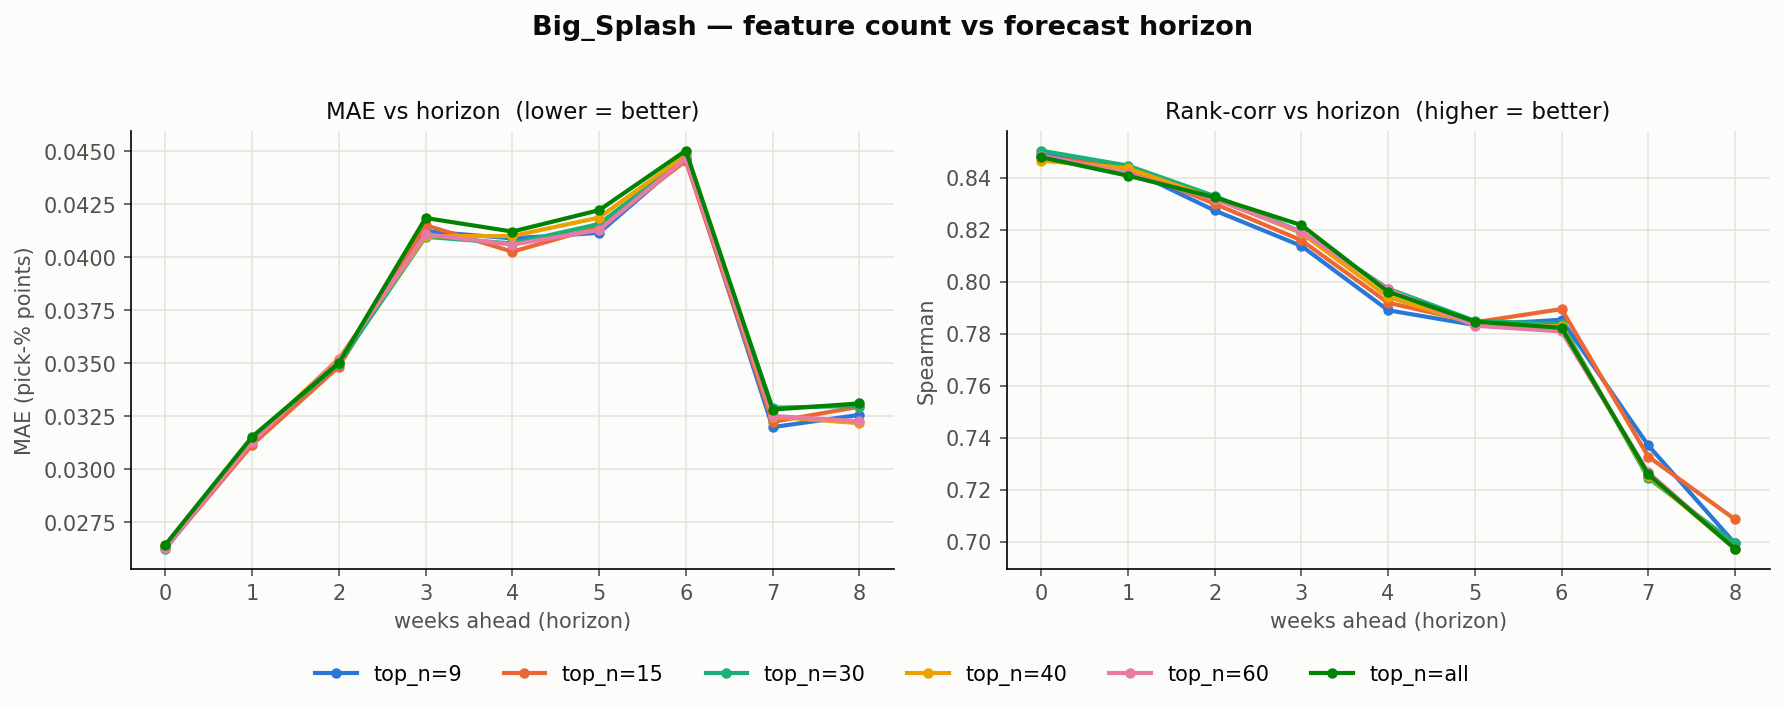 Big_Splash — feature count vs forecast horizon
MAE vs horizon  (lower = better)
MAE (pick-% points)
0.0450
0.0425
0.0400
0.0375
0.0350
0.0325
0.0300
0.0275
0 1 2 3 4 5 6 7 8
weeks ahead (horizon)
Rank-corr vs horizon  (higher = better)
Spearman
0.84
0.82
0.80
0.78
0.76
0.74
0.72
0.70
0 1 2 3 4 5 6 7 8
weeks ahead (horizon)
top_n=9 top_n=15 top_n=30 top_n=40 top_n=60 top_n=all